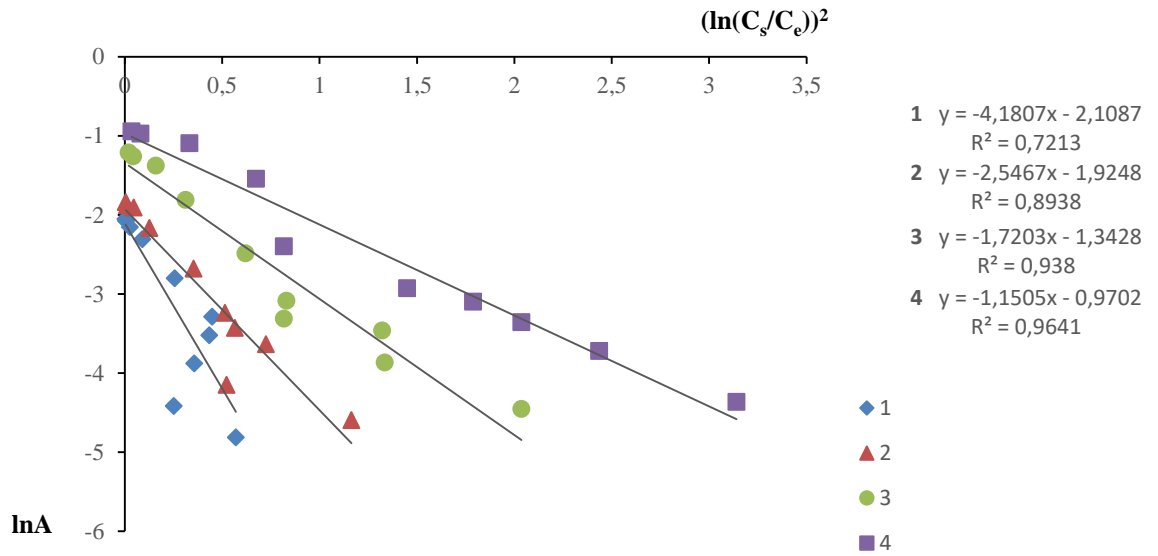 (ln(Cs/Ce))2
0
0 0,5 1 1,5 2 2,5 3 3,5
-1
-2
-3
-4
-5
-6
lnA
1 y = -4,1807x - 2,1087
R² = 0,7213
2 y = -2,5467x - 1,9248
R² = 0,8938
3 y = -1,7203x - 1,3428
R² = 0,938
4 y = -1,1505x - 0,9702
R² = 0,9641
1
2
3
4